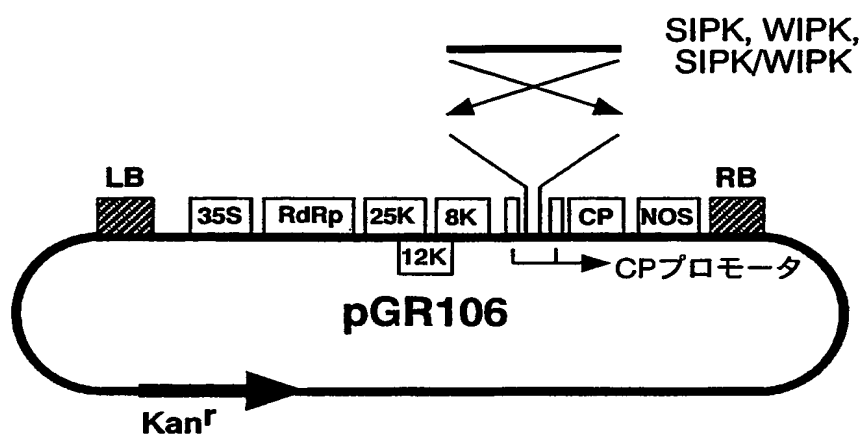 SIPK, WIPK,
SIPK/WIPK
LB
RB
35S
RdRp
25K
8K
CP
NOS
12K
CPプロモータ
pGR106
Kanr